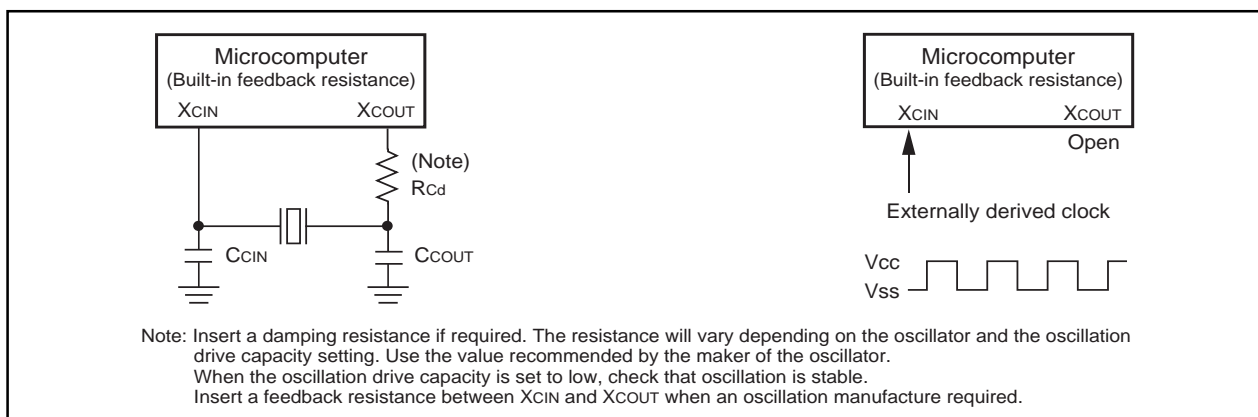 Microcomputer
(Built-in feedback resistance)
XCIN XCOUT
(Note)
RCd
CCIN CCOUT
Microcomputer
(Built-in feedback resistance)
XCIN XCOUT
Open
Externally derived clock
Vcc
Vss
Note: Insert a damping resistance if required. The resistance will vary depending on the oscillator and the oscillation
drive capacity setting. Use the value recommended by the maker of the oscillator.
When the oscillation drive capacity is set to low, check that oscillation is stable.
Insert a feedback resistance between XCIN and XCOUT when an oscillation manufacture required.